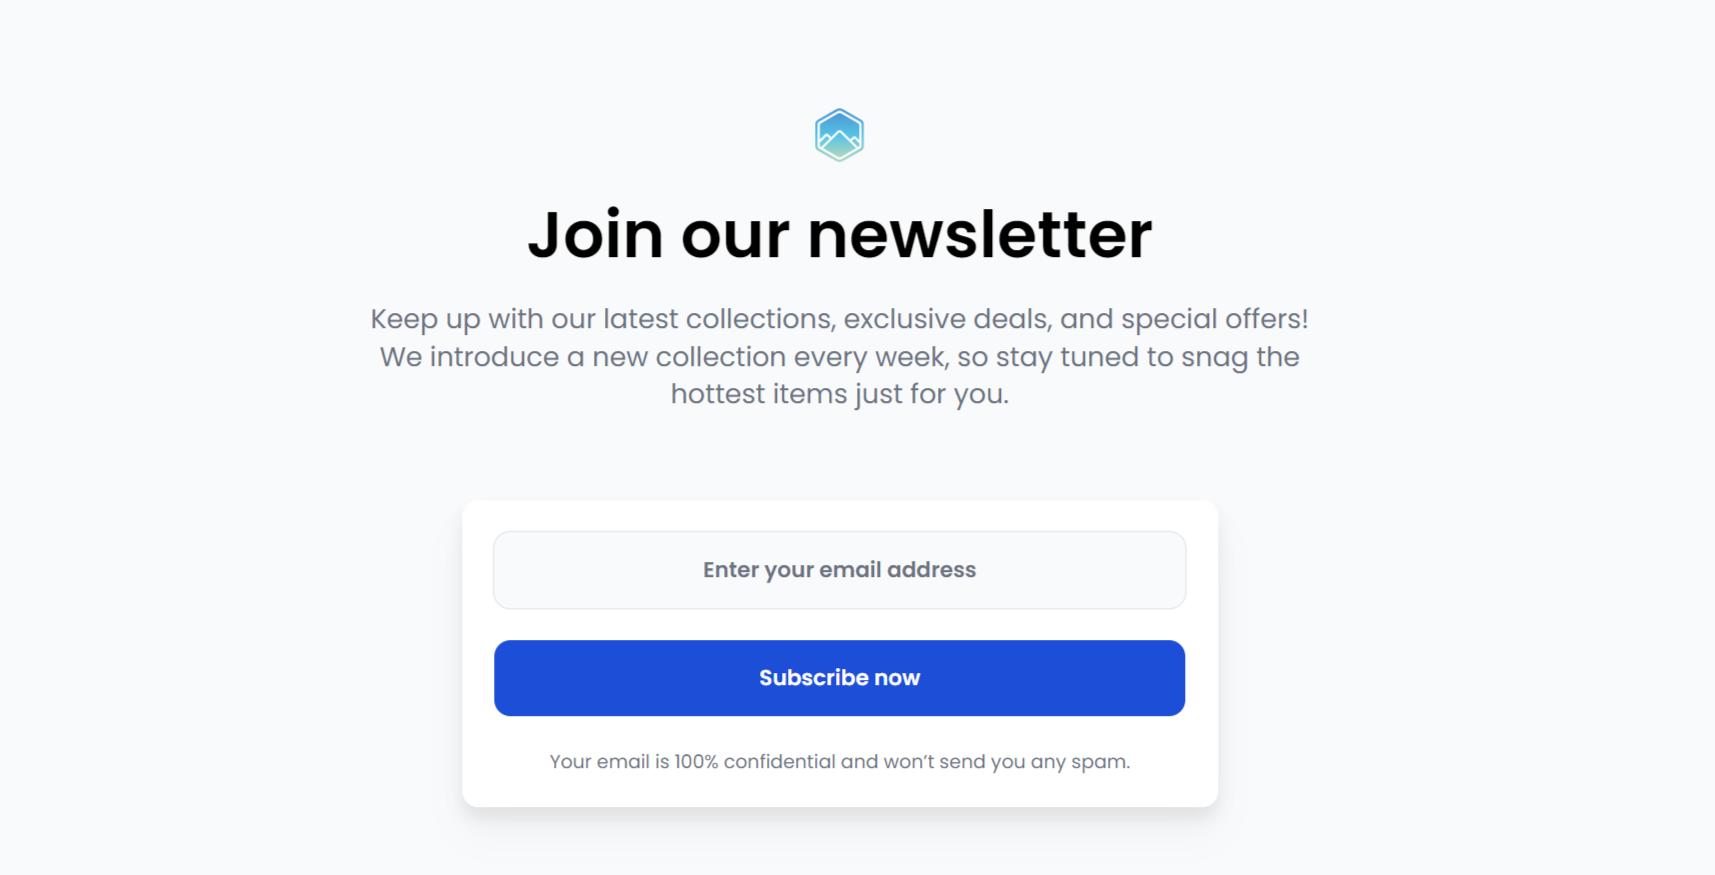 Join our newsletter
Keep up with our latest collections, exclusive deals, and special offers!
We introduce a new collection every week, so stay tuned to snag the
hottest items just for you.
Enter your email address
Subscribe now
Your email is 100% confidential and won’t send you any spam.